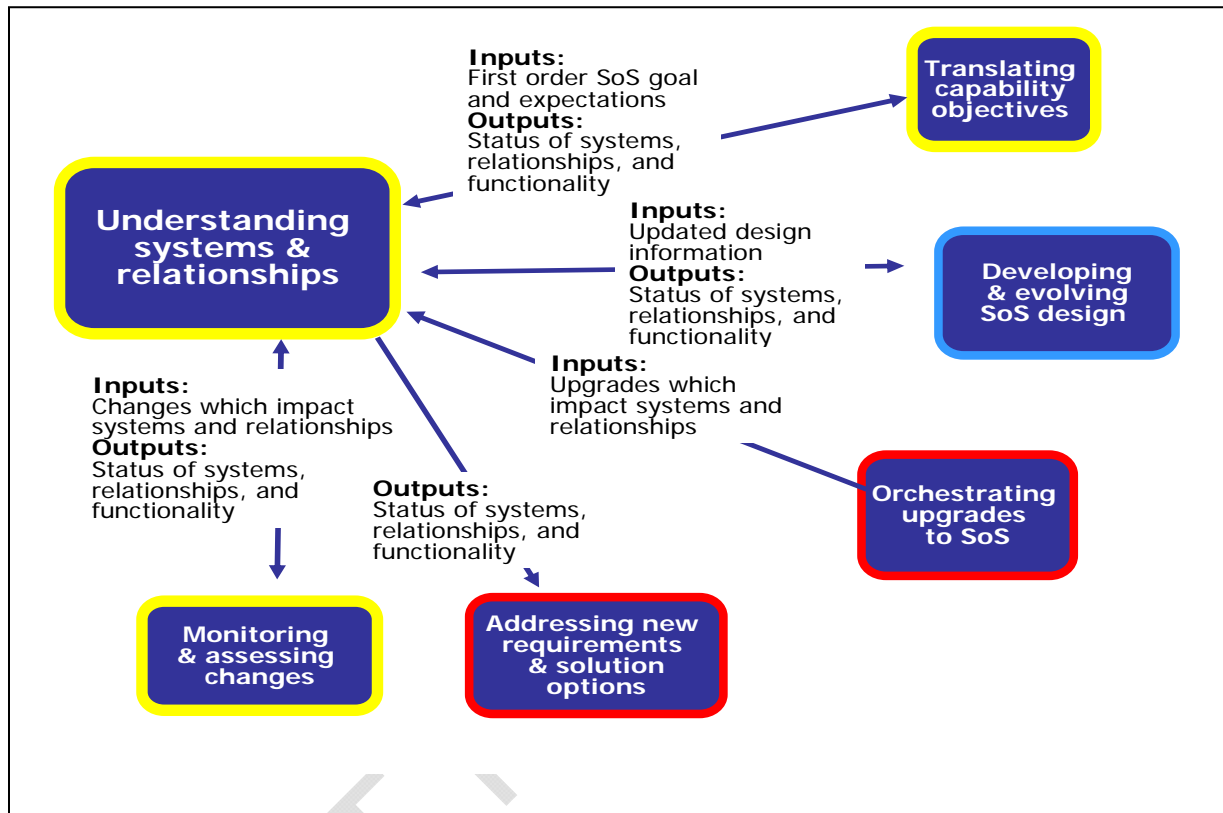 Inputs:
First order SoS goal
and expectations
Outputs:
Status of systems,
relationships, and
functionality
Translating
capability
objectives
Understanding
systems &
relationships
Inputs:
Updated design
information
Outputs:
Status of systems,
relationships, and
functionality
Developing
& evolving
SoS design
Inputs:
Changes which impact
systems and relationships
Outputs:
Status of systems,
relationships, and
functionality
Inputs:
Upgrades which
impact systems and
relationships
Outputs:
Status of systems,
relationships, and
functionality
Orchestrating
upgrades
to SoS
Monitoring
& assessing
changes
Addressing new
requirements
& solution
options